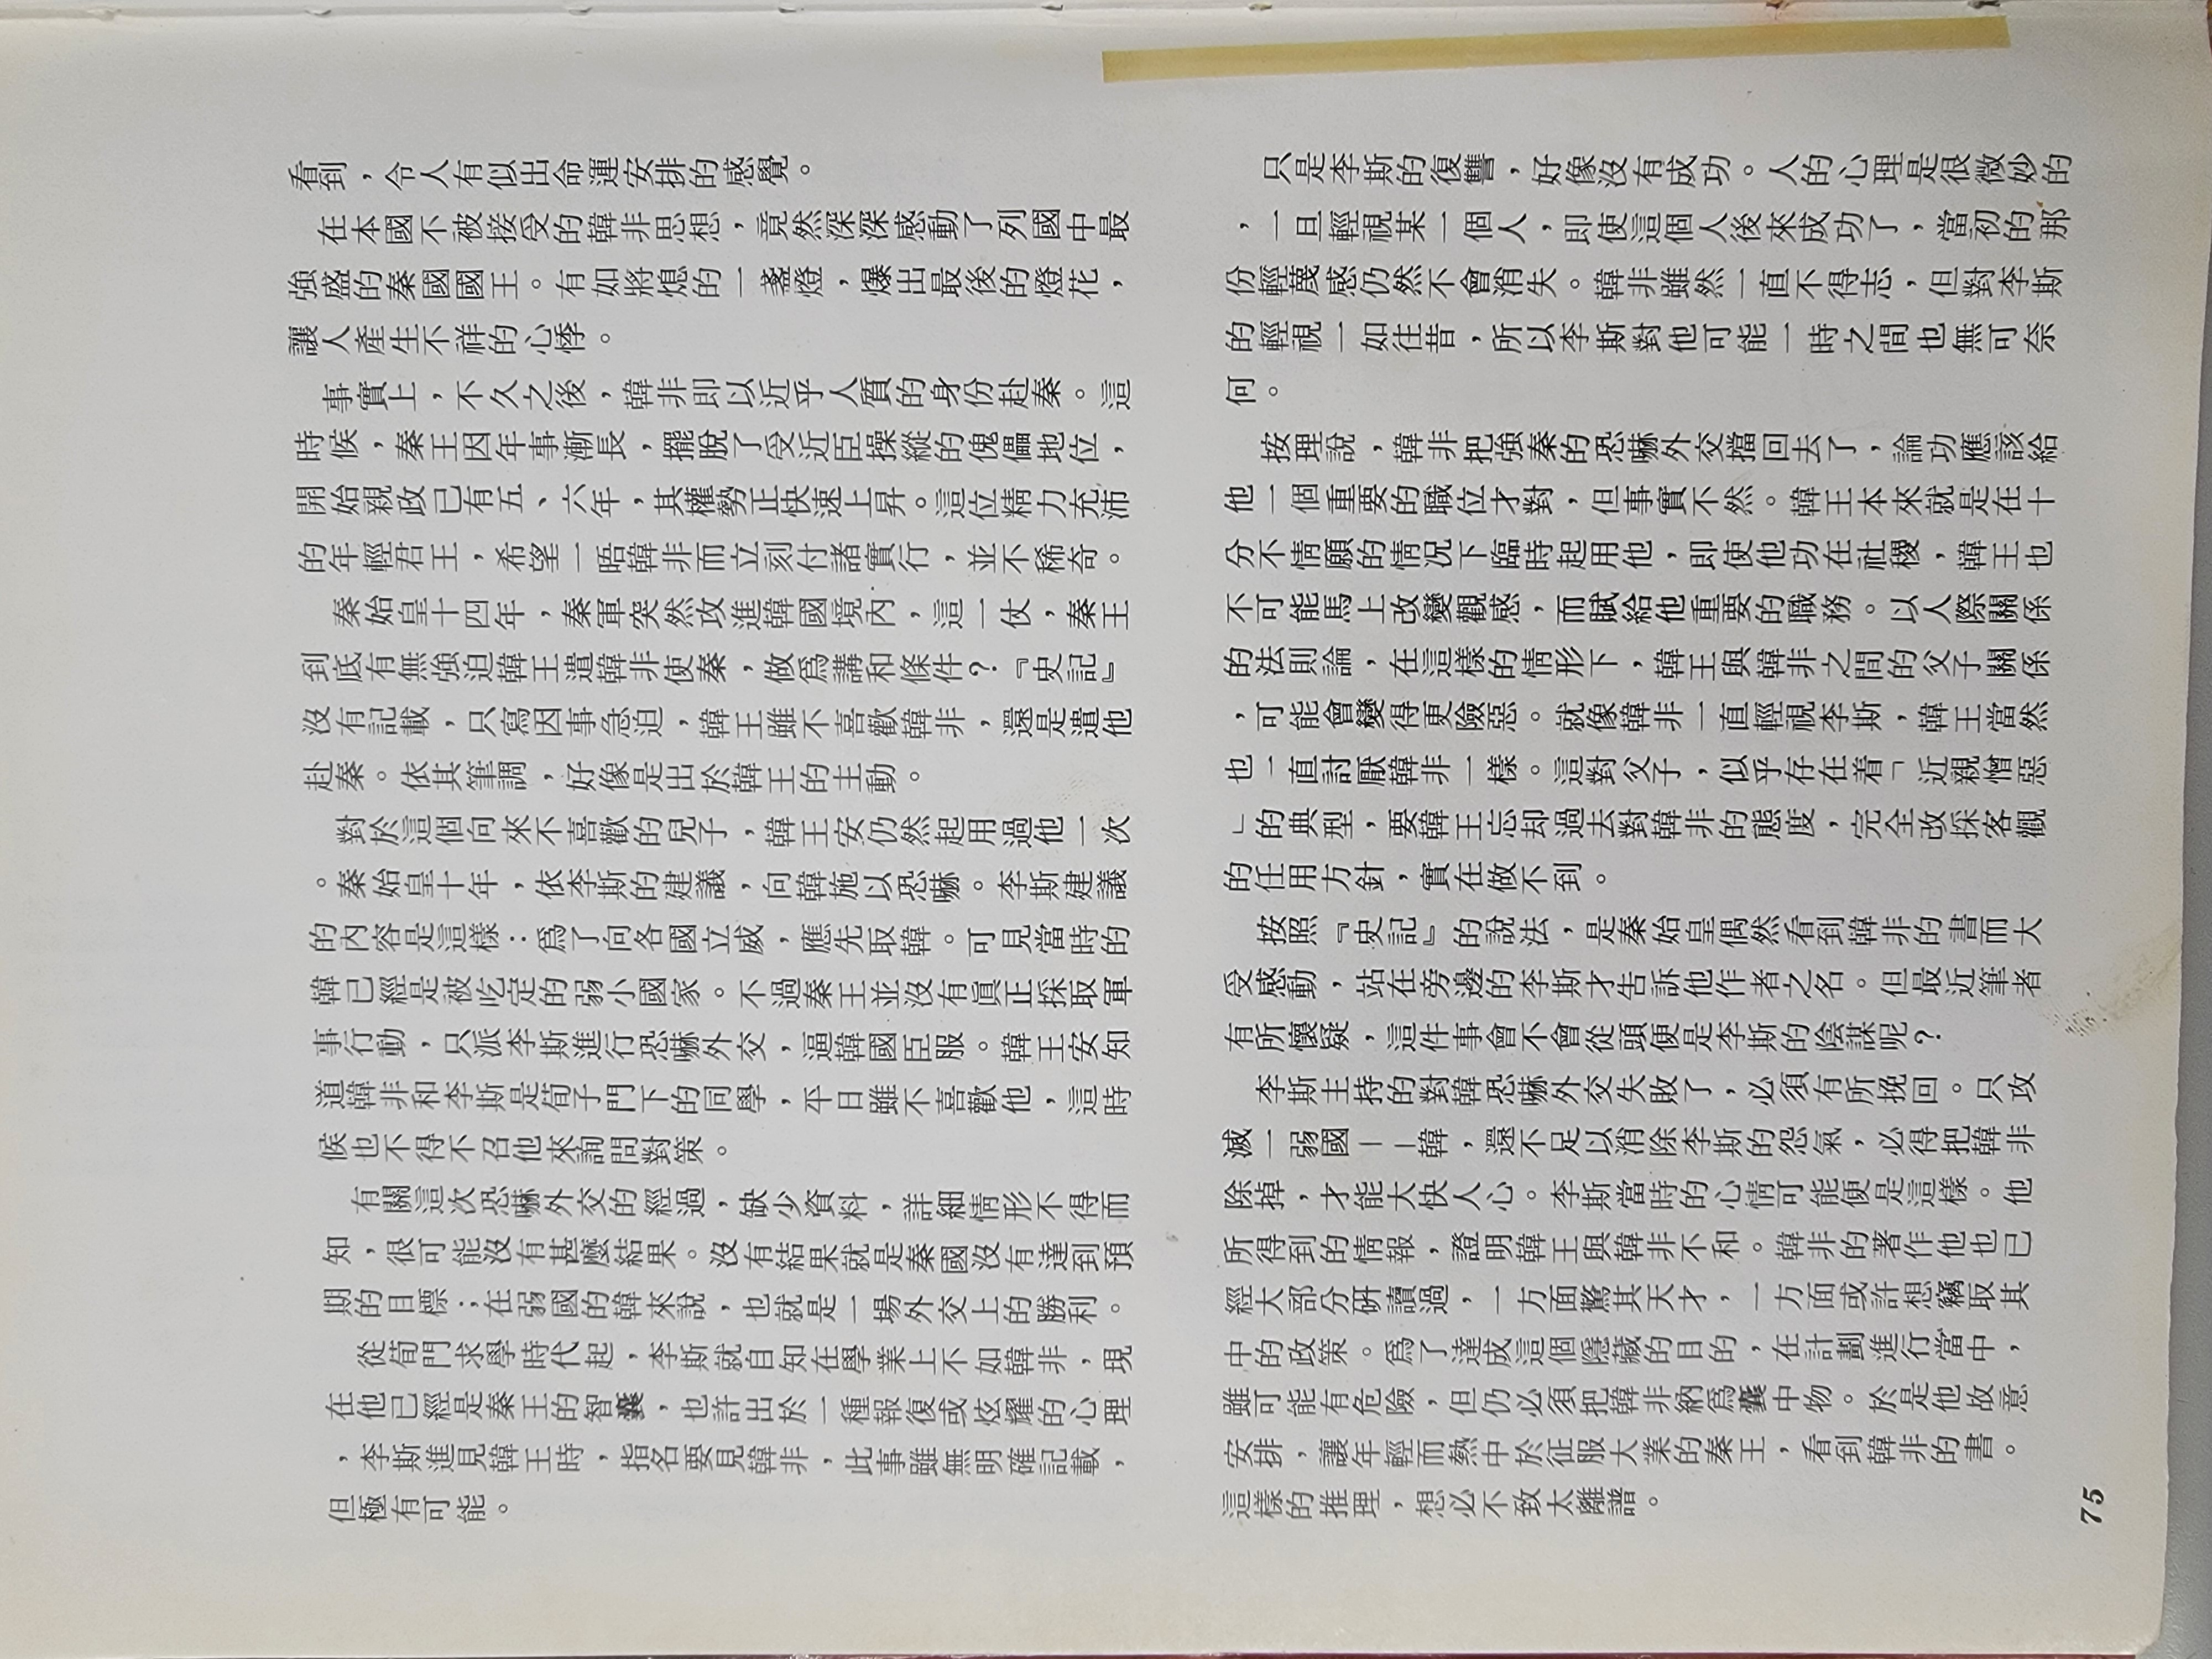 看到，令人有似出命運安排的感覺。
在本國不被接受的韓非思想，竟然深深感動了列國中最
強盛的秦國國王。有如將熄的一盞燈，爆出最後的燈花，
讓人產生不祥的心悸。
事實上，不久之後，韓非即以近乎人質的身份赴秦。這
時候，秦王因年事漸長，擺脫了受近臣操縱的傀儡地位，
開始親政已有五、六年，其權勢正快速上昇。這位精力充沛
的年輕君王，希望一晤韓非而立刻付諸實行，並不稀奇。
秦始皇十四年，秦軍突然攻進韓國境內，這一仗，秦王
到底有無強迫韓王遣韓非使秦，做爲講和條件？『史記』
沒有記載，只寫因事急迫，韓王雖不喜歡韓非，還是遣他
赴秦。依其筆調，好像是出於韓王的主動。
對於這個向來不喜歡的兒子，韓王安仍然起用過他一次
。秦始皇十年，依李斯的建議，向韓施以恐嚇。李斯建議
的內容是這樣：爲了向各國立威，應先取韓。可見當時的
韓已經是被吃定的弱小國家。不過秦王並沒有眞正採取軍
事行動，只派李斯進行恐嚇外交，逼韓國臣服。韓王安知
道韓非和李斯是荀子門下的同學，平日雖不喜歡他，這時
候也不得不召他來詢問對策。
有關這次恐嚇外交的經過，缺少資料，詳細情形不得而
知，很可能沒有甚麼結果。沒有結果就是秦國沒有達到預
期的目標；在弱國的韓來說，也就是一場外交上的勝利。
從荀門求學時代起，李斯就自知在學業上不如韓非，現
在他已經是秦王的智囊，也許出於一種報復或炫耀的心理
，李斯進見韓王時，指名要見韓非，此事雖無明確記載，
但極有可能。
只是李斯的復讐，好像沒有成功。人的心理是很微妙的
，一旦輕視某一個人，即使這個人後來成功了，當初的那
份輕蔑感仍然不會消失。韓非雖然一直不得志，但對李斯
的輕視一如往昔，所以李斯對他可能一時之間也無可奈
何。
按理說，韓非把強秦的恐嚇外交擋回去了，論功應該給
他一個重要的職位才對，但事實不然。韓王本來就是在十
分不情願的情况下臨時起用他，即使他功在社稷，韓王也
不可能馬上改變觀感，而賦給他重要的職務。以人際關係
的法則論，在這樣的情形下，韓王與韓非之間的父子關係
，可能會變得更險惡。就像韓非一直輕視李斯，韓王當然
也一直討厭韓非一樣。這對父子，似乎存在着「近親憎惡
」的典型，要韓王忘却過去對韓非的態度，完全改採客觀
的任用方針，實在做不到。
按照『史記』的說法，是秦始皇偶然看到韓非的書而大
受感動，站在旁邊的李斯才告訴他作者之名。但最近筆者
有所懷疑，這件事會不會從頭便是李斯的陰謀呢？
李斯主持的對韓恐嚇外交失敗了，必須有所挽回。只攻
滅一弱國——韓，還不足以消除李斯的怨氣，必得把韓非
除掉，才能大快人心。李斯當時的心情可能便是這樣。他
所得到的情報，證明韓王與韓非不和。韓非的著作他也已
經大部分研讀過，一方面驚其天才，一方面或許想竊取其
中的政策。爲了達成這個隱藏的目的，在計劃進行當中，
雖可能有危險，但仍必須把韓非納爲囊中物。於是他故意
安排，讓年輕而熱中於征服大業的秦王，看到韓非的書。
這樣的推理，想必不致太離譜。
75